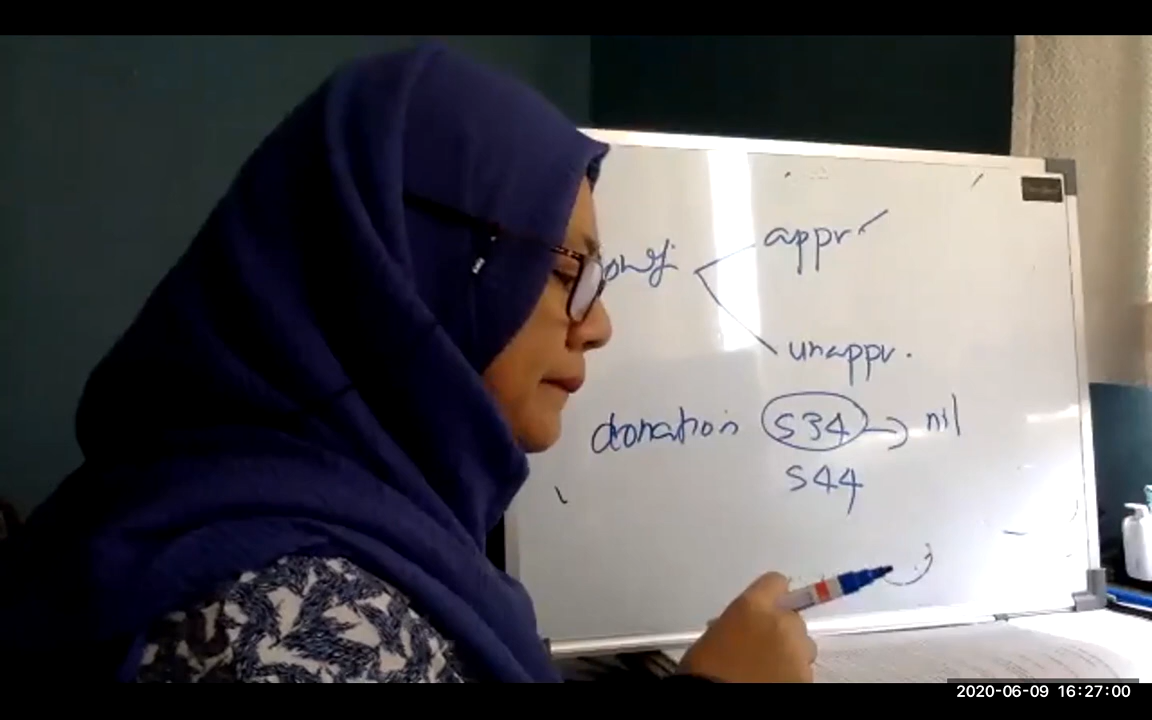 appr
unappr.
donation S34 → nil
S44
2020-06-09 16:27:00